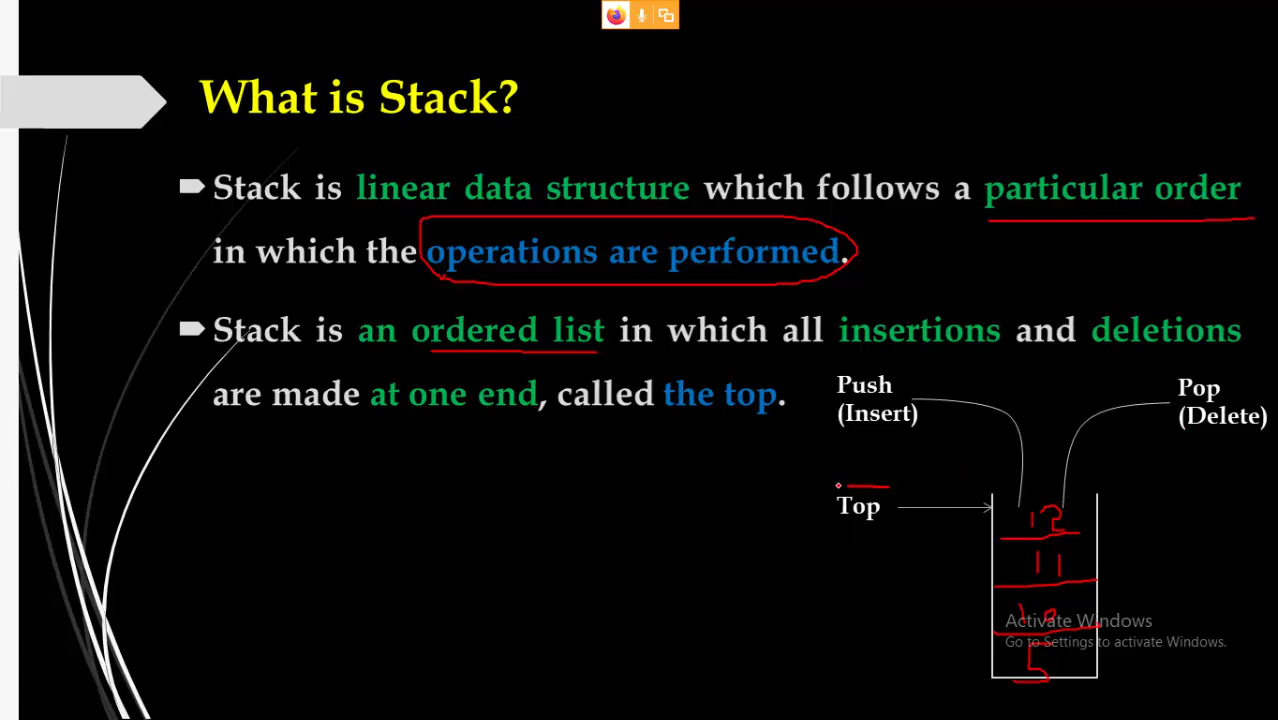 What is Stack?
Stack is linear data structure which follows a particular order
in which the operations are performed.
Stack is an ordered list in which all insertions and deletions
are made at one end, called the top.
Push
(Insert)
Pop
(Delete)
Top
12
11
10
5
Activate Windows
Go to Settings to activate Windows.